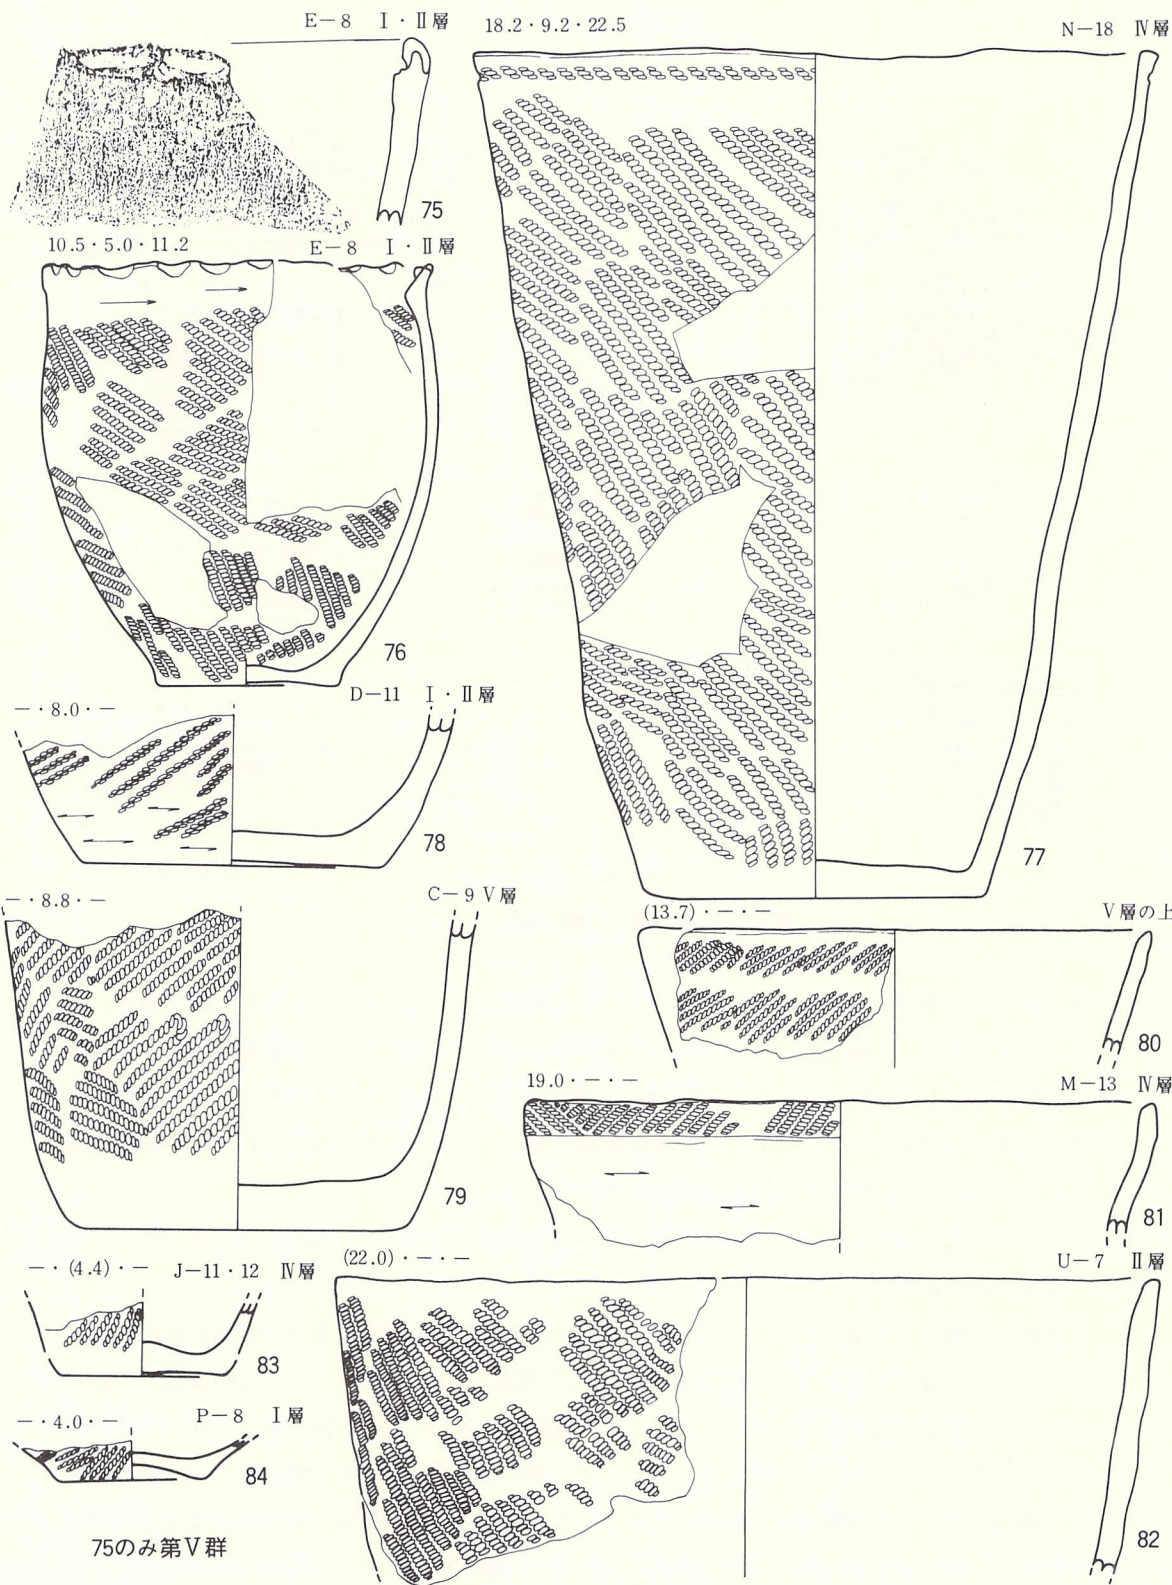 E-8 I・II層
75
18.2・9.2・22.5
N-18 IV層
77
10.5・5.0・11.2
E-8 I・II層
76
-・8.0・-
D-11 I・II層
78
-・8.8・-
C-9 V層
79
(13.7)・-・-
V層の上
80
19.0・-・-
M-13 IV層
81
-・(4.4)・-
J-11・12 IV層
83
(22.0)・-・-
U-7 II層
82
-・4.0・-
P-8 I層
84
75のみ第V群